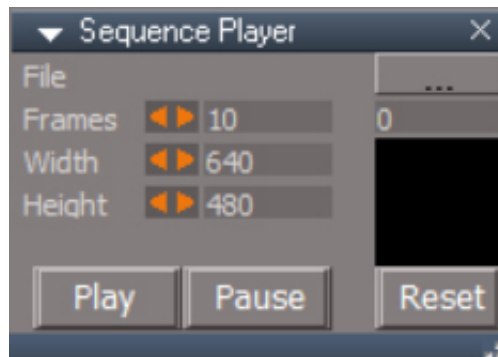 Sequence Player
File ...
Frames 10 0
Width 640
Height 480
Play Pause Reset